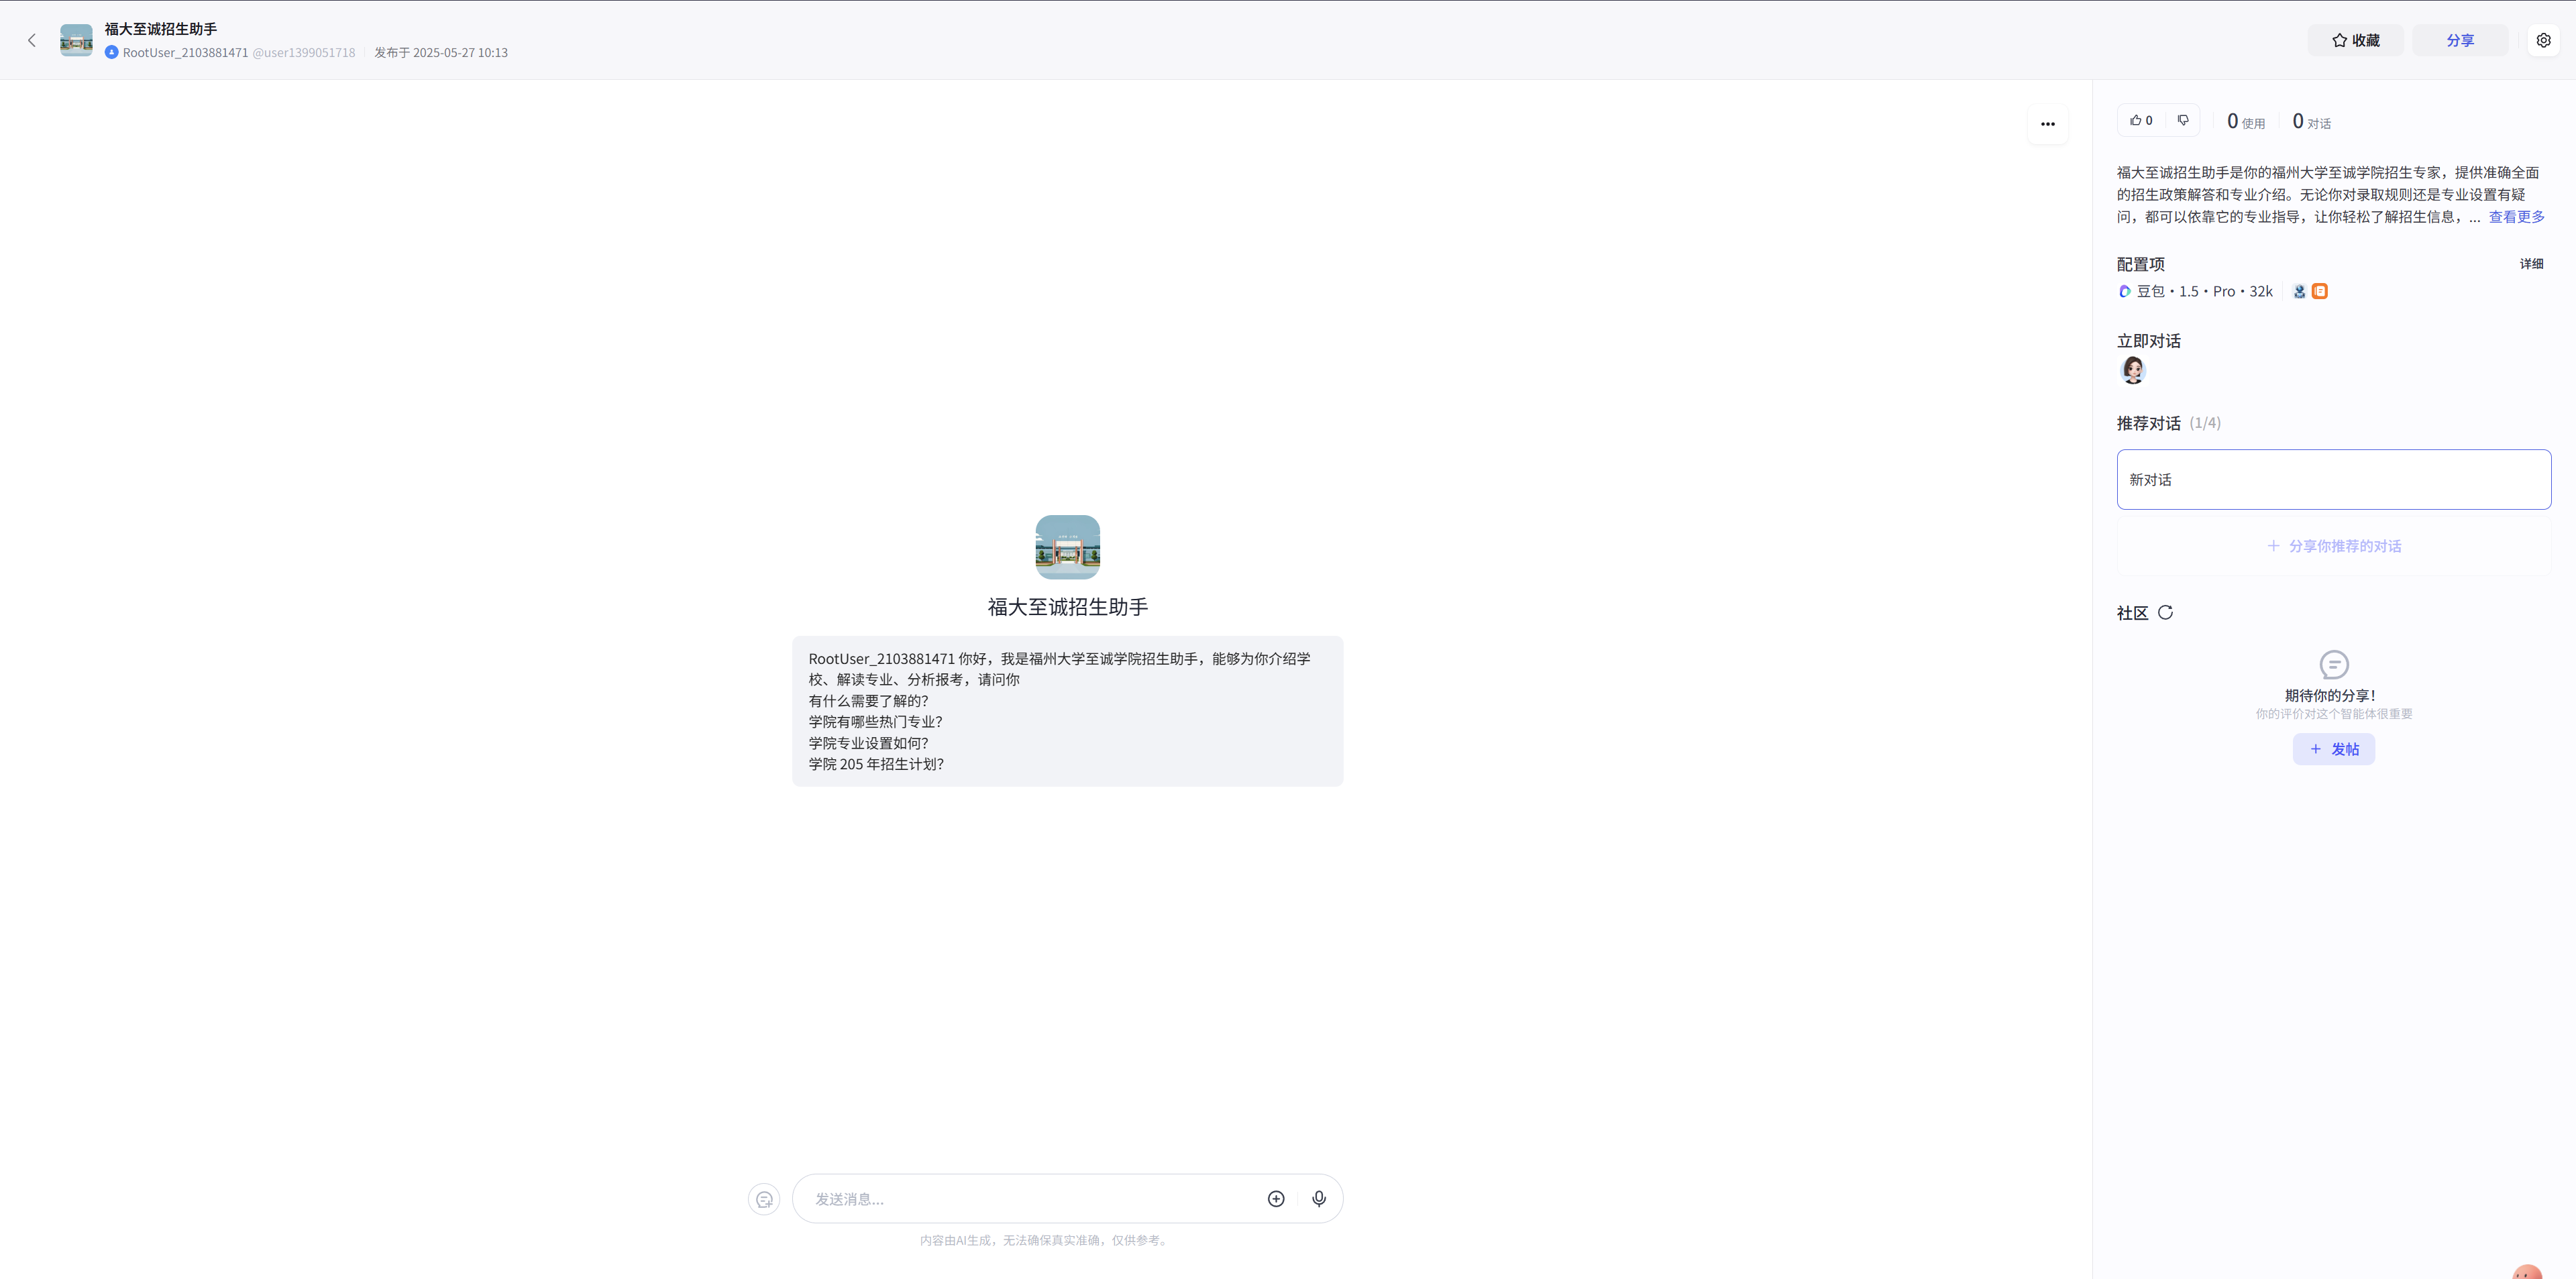 福大至诚招生助手
RootUser_2103881471 @user1399051718 发布于 2025-05-27 10:13
收藏
分享
0
0 使用
0 对话
福大至诚招生助手是你的福州大学至诚学院招生专家，提供准确全面
的招生政策解答和专业介绍。无论你对录取规则还是专业设置有疑
问，都可以依靠它的专业指导，让你轻松了解招生信息，... 查看更多
配置项
详细
豆包·1.5·Pro·32k
立即对话
推荐对话 (1/4)
新对话
+ 分享你推荐的对话
社区
期待你的分享！
你的评价对这个智能体很重要
+ 发帖
福大至诚招生助手
RootUser_2103881471 你好，我是福州大学至诚学院招生助手，能够为你介绍学
校、解读专业、分析报考，请问你
有什么需要了解的？
学院有哪些热门专业？
学院专业设置如何？
学院 205 年招生计划？
发送消息...
内容由AI生成，无法确保真实准确，仅供参考。